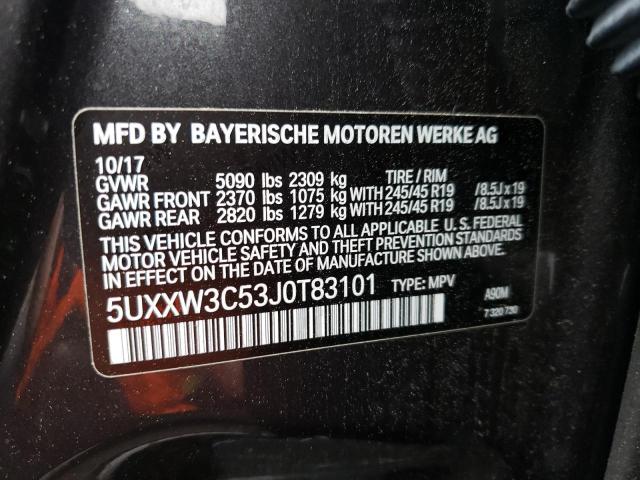 MFD BY BAYERISCHE MOTOREN WERKE AG
10/17
GVWR 5090 lbs 2309 kg TIRE / RIM
GAWR FRONT 2370 lbs 1075 kg WITH 245/45 R19 /8.5J x 19
GAWR REAR 2820 lbs 1279 kg WITH 245/45 R19 /8.5J x 19
THIS VEHICLE CONFORMS TO ALL APPLICABLE U. S. FEDERAL
MOTOR VEHICLE SAFETY AND THEFT PREVENTION STANDARDS
IN EFFECT ON THE DATE OF MANUFACTURE SHOWN ABOVE.
5UXXW3C53J0T83101 TYPE: MPV A90M
7 320 730